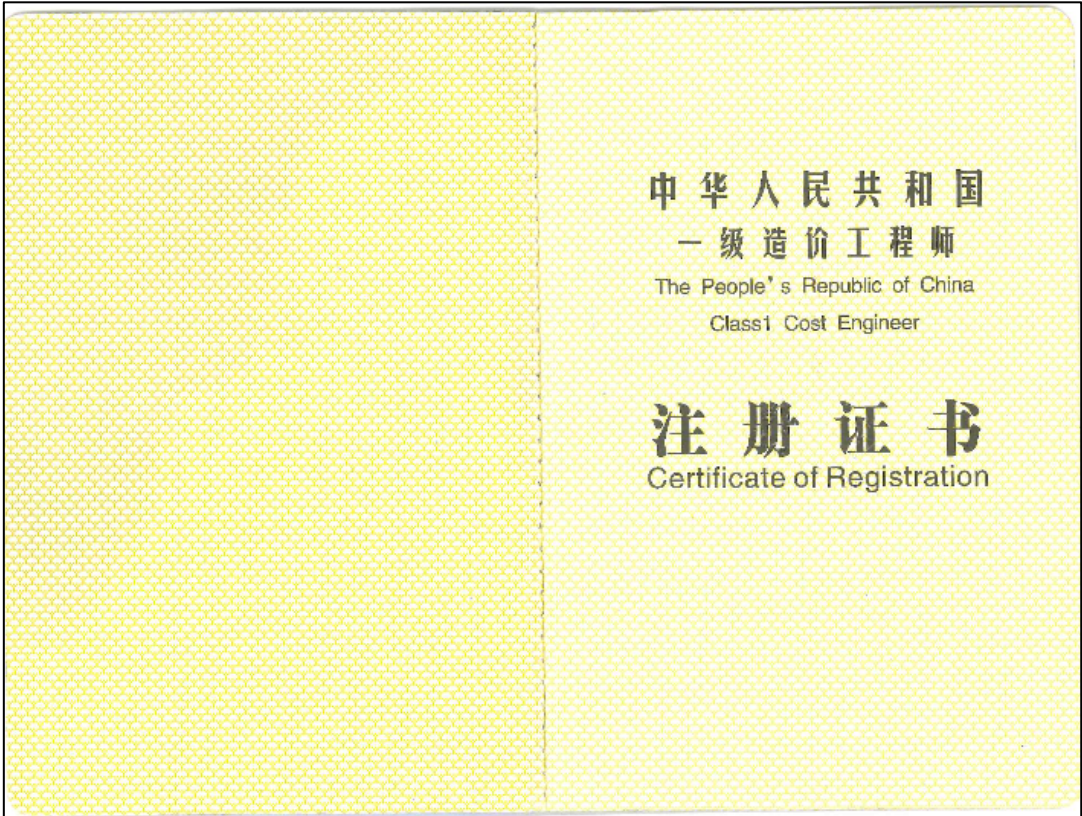 中华人民共和国
一级造价工程师
The People's Republic of China
Class1 Cost Engineer
注册证书
Certificate of Registration